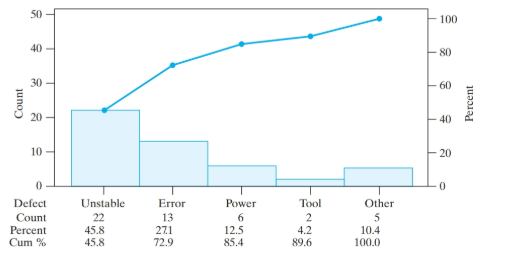 50
40
30
20
10
0
Count
100
80
60
40
20
0
Percent
Defect Unstable Error Power Tool Other
Count 22 13 6 2 5
Percent 45.8 27.1 12.5 4.2 10.4
Cum % 45.8 72.9 85.4 89.6 100.0